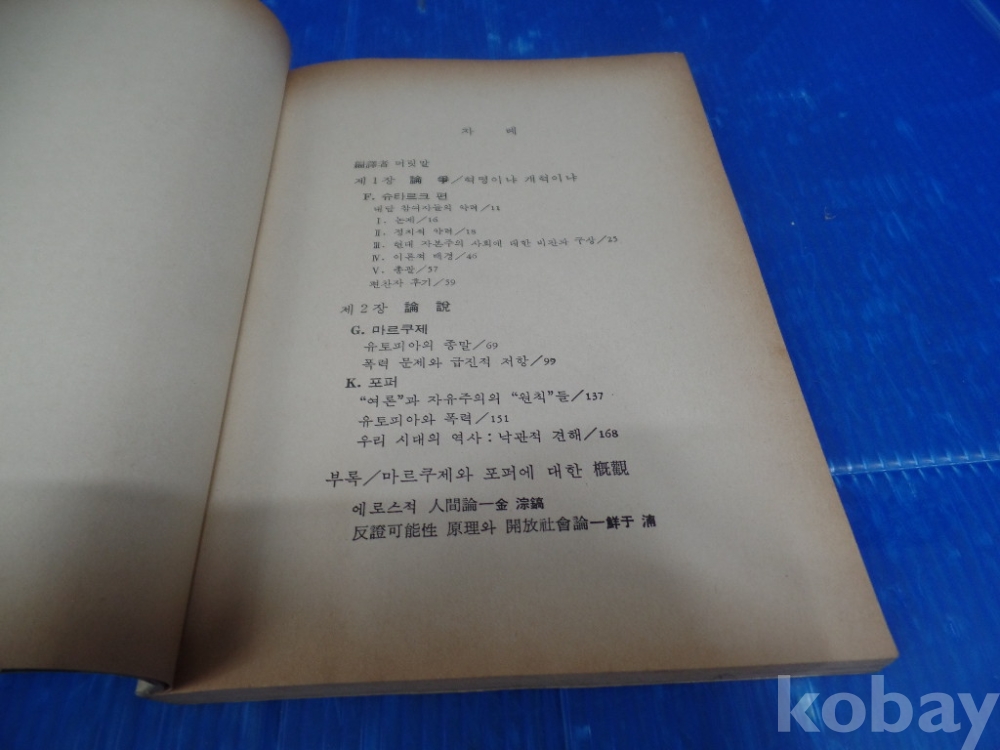 차 례
編譯者 머릿말
제1장 論 爭/혁명이냐 개혁이냐
F. 슈타르크 편
대담 참여자들의 약력/11
Ⅰ. 논제/16
Ⅱ. 정치적 약력/18
Ⅲ. 현대 자본주의 사회에 대한 비판과 구상/25
Ⅳ. 이론적 배경/46
Ⅴ. 총괄/57
편찬자 후기/59
제2장 論 說
G. 마르쿠제
유토피아의 종말/69
폭력 문제와 급진적 저항/99
K. 포퍼
“여론”과 자유주의의 “원칙”들/137
유토피아와 폭력/151
우리 시대의 역사 : 낙관적 견해/168
부록/마르쿠제와 포퍼에 대한 槪觀
에로스적 人間論—金 淙鎬
反證可能性 原理와 開放社會論—鮮于
kobay